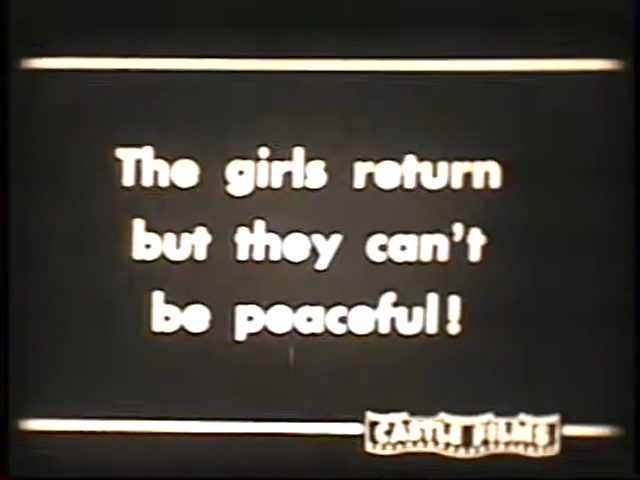 The girls return
but they can't
be peaceful!
CASTLE FILMS